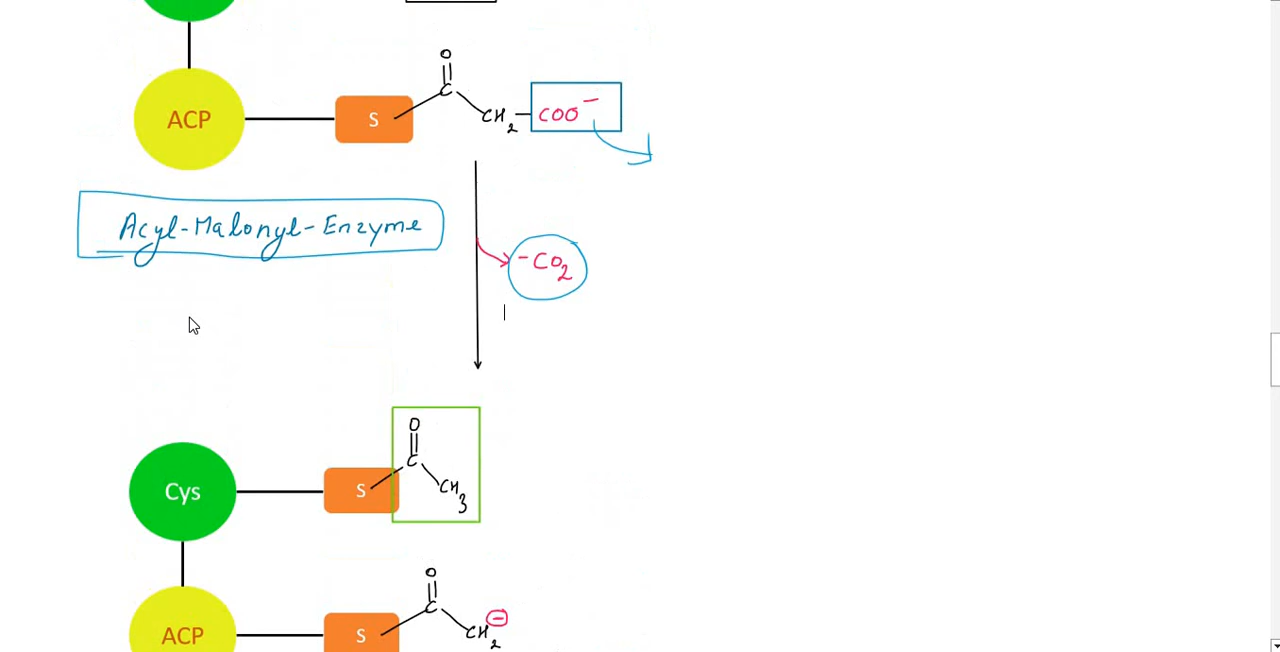 O
C
ACP
S
CH2-COO−
Acyl-Malonyl-Enzyme
-CO2
O
C
Cys
S
CH3
O
C
ACP
S
CH2 −